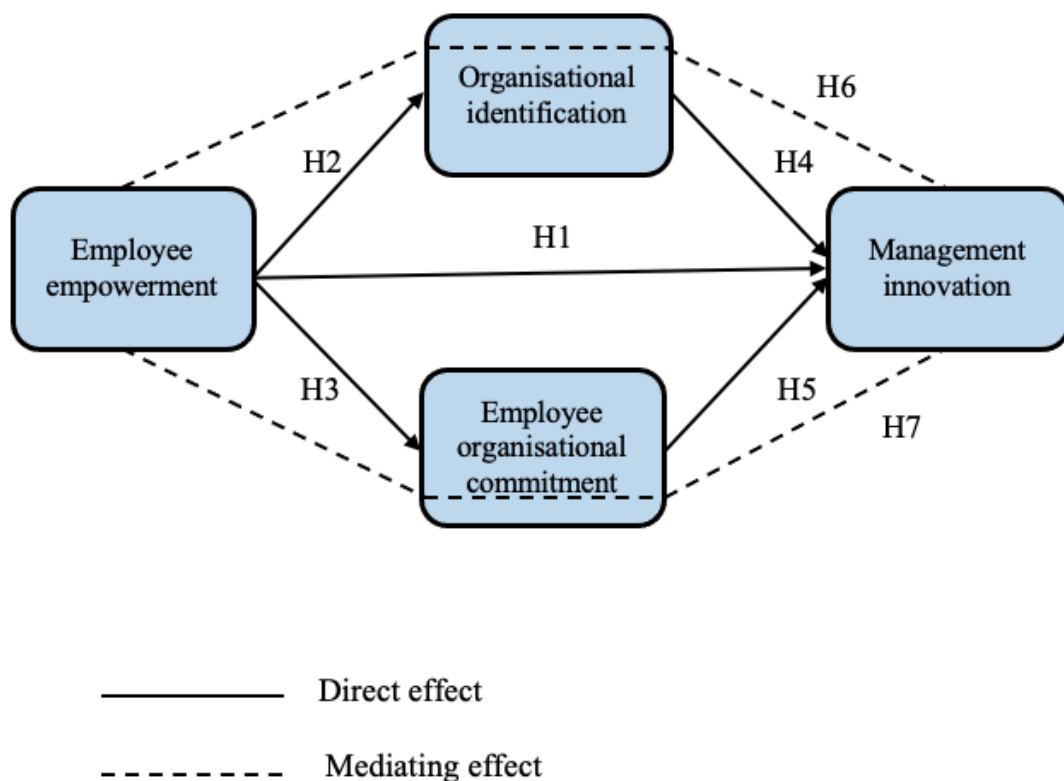 Organisational
identification
H6
H2
H4
Employee
empowerment
H1
Management
innovation
H3
Employee
organisational
commitment
H5
H7
Direct effect
Mediating effect